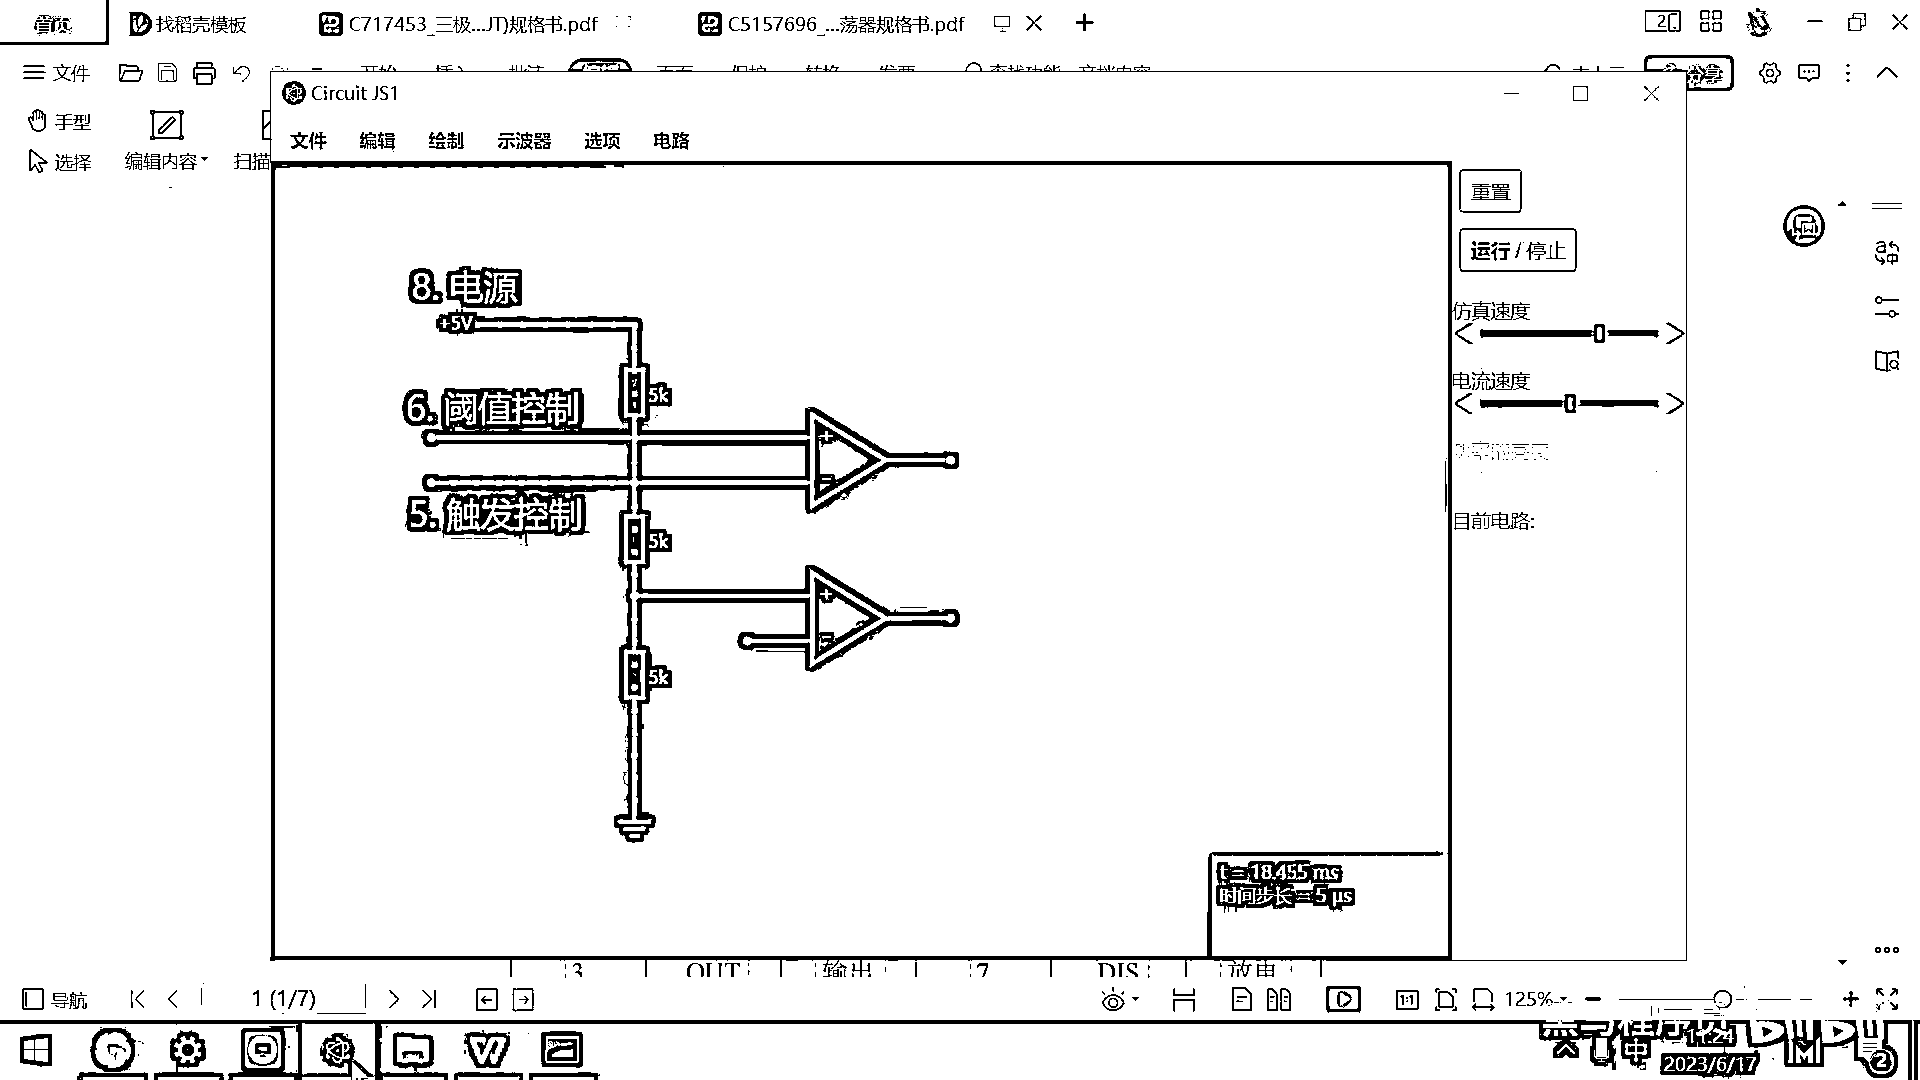 首页 找稻壳模板 C717453_三极...JT)规格书.pdf C5157696_...荡器规格书.pdf
文件
Circuit JS1
手型
选择 编辑内容 扫描
文件 编辑 绘制 示波器 选项 电路
重置
运行 / 停止
仿真速度
电流速度
目前电路:
8. 电源
+5V
5k
6. 阈值控制
5. 触发控制
5k
5k
t = 18.455 ms
时间步长 = 5 µs
3 OUT 输出 7 DIS 放电
导航 1 (1/7) 125%
中 14:24
2023/6/17
2